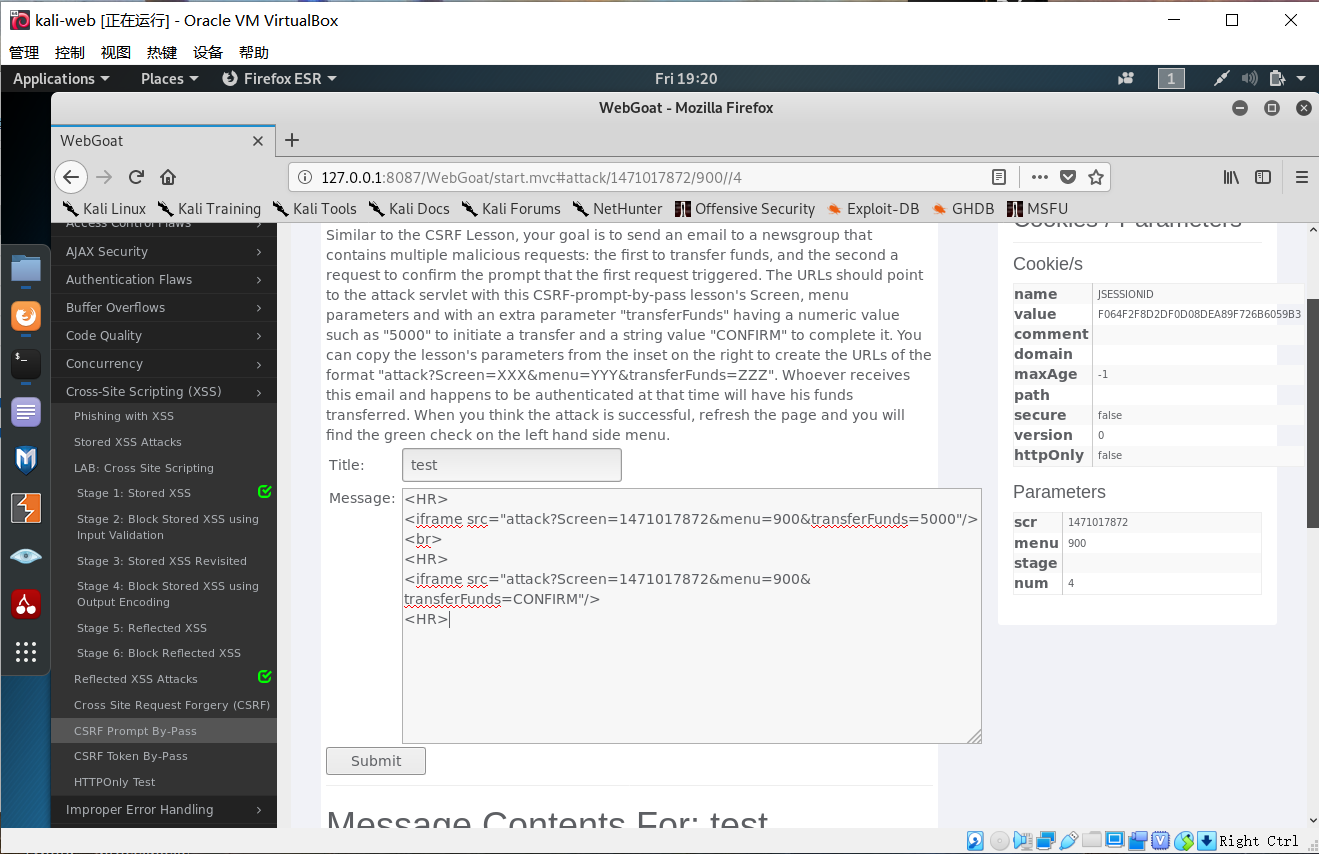 kali-web [正在运行] - Oracle VM VirtualBox
管理 控制 视图 热键 设备 帮助
Applications Places Firefox ESR Fri 19:20 1
WebGoat - Mozilla Firefox
WebGoat
127.0.0.1:8087/WebGoat/start.mvc#attack/1471017872/900//4
Kali Linux Kali Training Kali Tools Kali Docs Kali Forums NetHunter Offensive Security Exploit-DB GHDB MSFU
Access Control Flaws
AJAX Security
Authentication Flaws
Buffer Overflows
Code Quality
Concurrency
Cross-Site Scripting (XSS)
Phishing with XSS
Stored XSS Attacks
LAB: Cross Site Scripting
Stage 1: Stored XSS
Stage 2: Block Stored XSS using
Input Validation
Stage 3: Stored XSS Revisited
Stage 4: Block Stored XSS using
Output Encoding
Stage 5: Reflected XSS
Stage 6: Block Reflected XSS
Reflected XSS Attacks
Cross Site Request Forgery (CSRF)
CSRF Prompt By-Pass
CSRF Token By-Pass
HTTPOnly Test
Improper Error Handling
Similar to the CSRF Lesson, your goal is to send an email to a newsgroup that
contains multiple malicious requests: the first to transfer funds, and the second a
request to confirm the prompt that the first request triggered. The URLs should point
to the attack servlet with this CSRF-prompt-by-pass lesson's Screen, menu
parameters and with an extra parameter "transferFunds" having a numeric value
such as "5000" to initiate a transfer and a string value "CONFIRM" to complete it. You
can copy the lesson's parameters from the inset on the right to create the URLs of the
format "attack?Screen=XXX&menu=YYY&transferFunds=ZZZ". Whoever receives
this email and happens to be authenticated at that time will have his funds
transferred. When you think the attack is successful, refresh the page and you will
find the green check on the left hand side menu.
Title: test
Message:
<HR>
<iframe src="attack?Screen=1471017872&menu=900&transferFunds=5000"/>
<br>
<HR>
<iframe src="attack?Screen=1471017872&menu=900&
transferFunds=CONFIRM"/>
<HR>
Submit
Message Contents For: test
Cookies / Parameters
Cookie/s
name JSESSIONID
value F064F2F8D2DF0D08DEA89F726B6059B3
comment
domain
maxAge -1
path
secure false
version 0
httpOnly false
Parameters
scr 1471017872
menu 900
stage
num 4
Right Ctrl